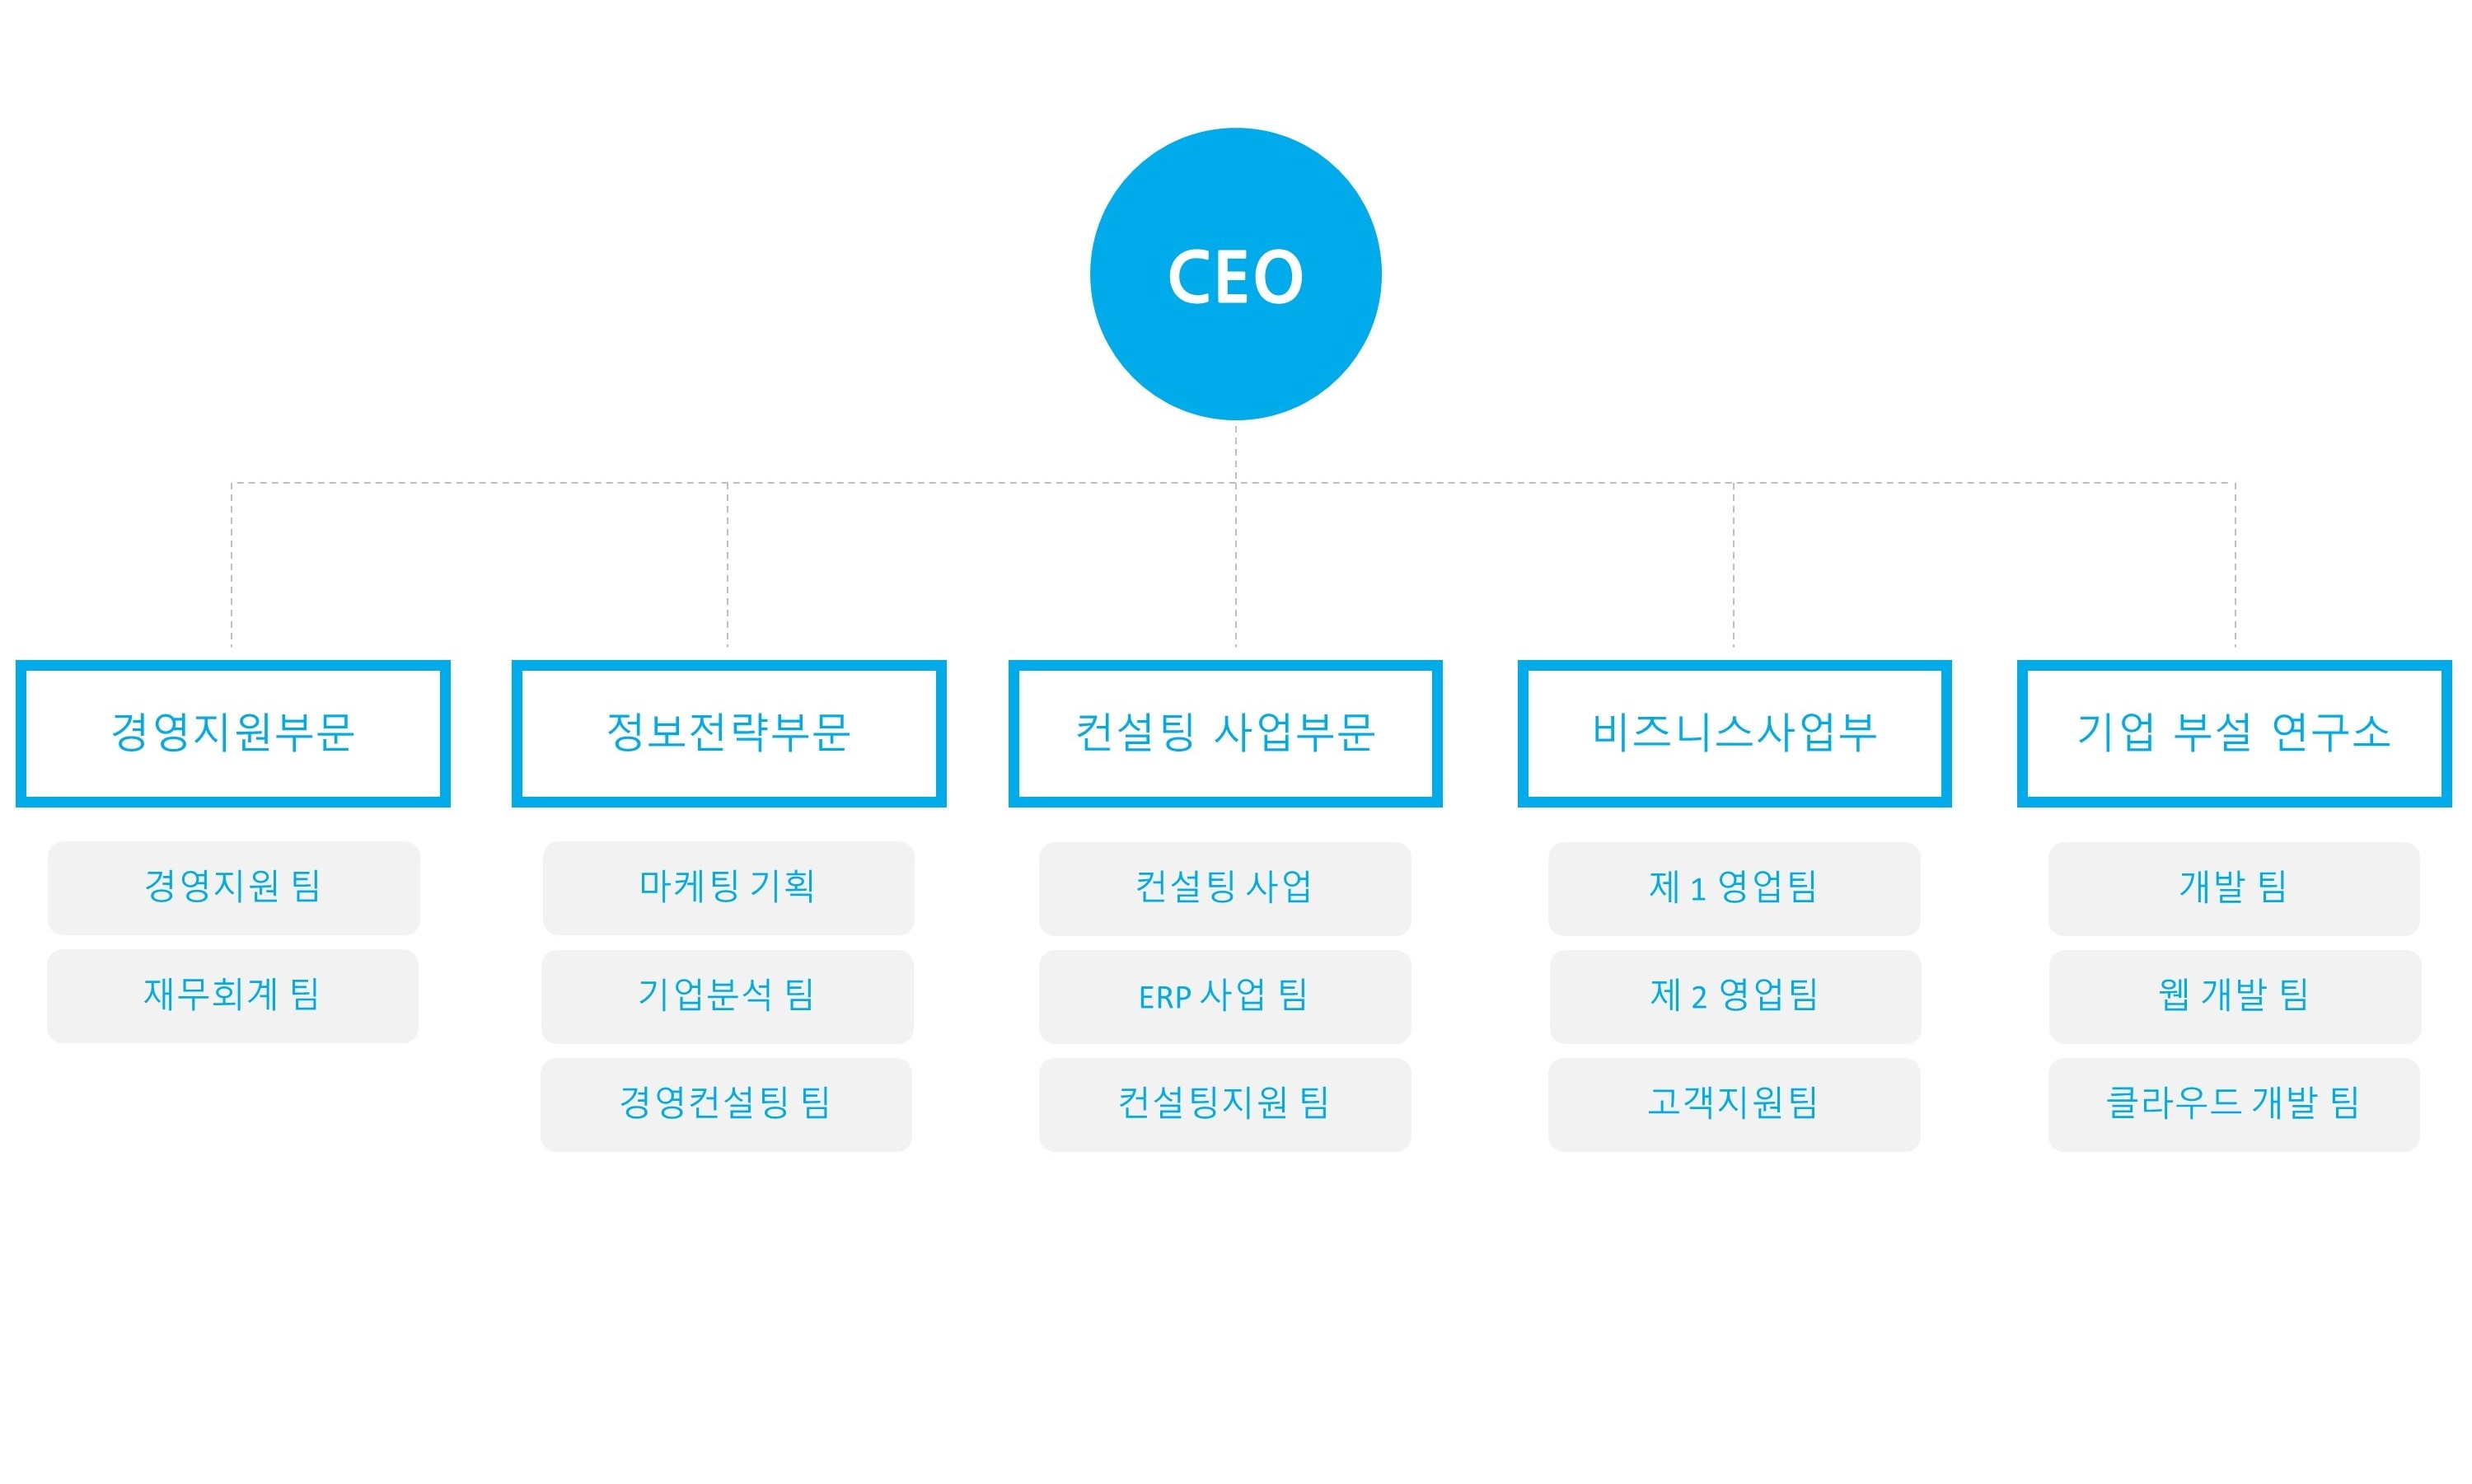 CEO
경영지원부문
정보전략부문
컨설팅 사업부문
비즈니스사업부
기업 부설 연구소
경영지원 팀
재무회계 팀
마케팅 기획
기업분석 팀
경영컨설팅 팀
컨설팅 사업
ERP 사업 팀
컨설팅지원 팀
제 1 영업팀
제 2 영업팀
고객지원팀
개발 팀
웹 개발 팀
클라우드 개발 팀